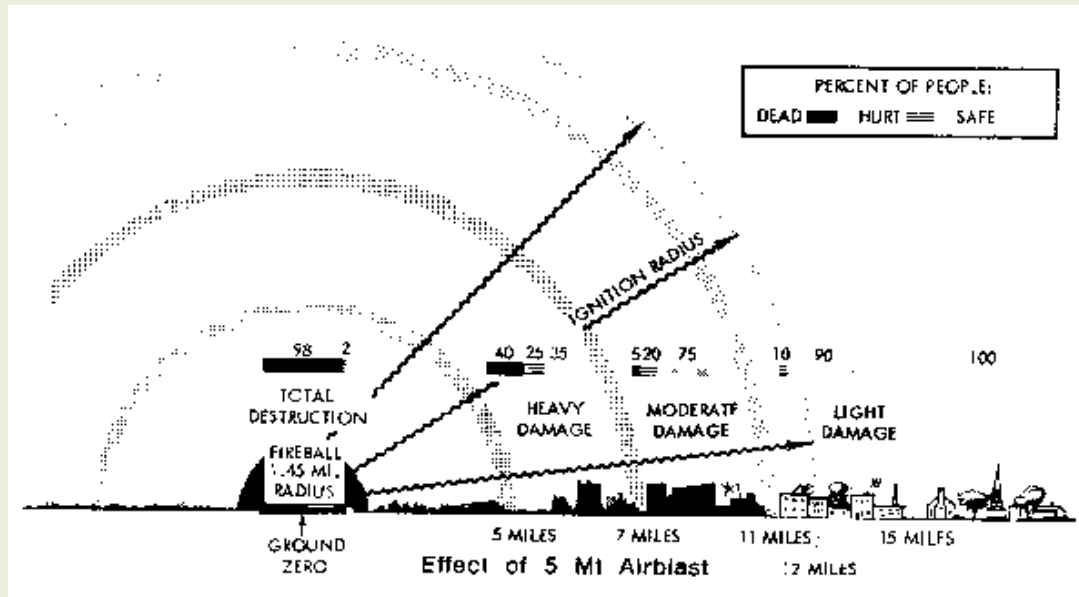 PERCENT OF PEOPLE:
DEAD HURT SAFE
IGNITION RADIUS
98 2
40 25 35
5 20 75
10 90
100
TOTAL
DESTRUCTION
HEAVY
DAMAGE
MODERATE
DAMAGE
LIGHT
DAMAGE
FIREBALL
MI.
RADIUS
GROUND
ZERO
5 MILES
7 MILES
11 MILES
15 MILES
MILES
Effect of 5 Mt Airblast